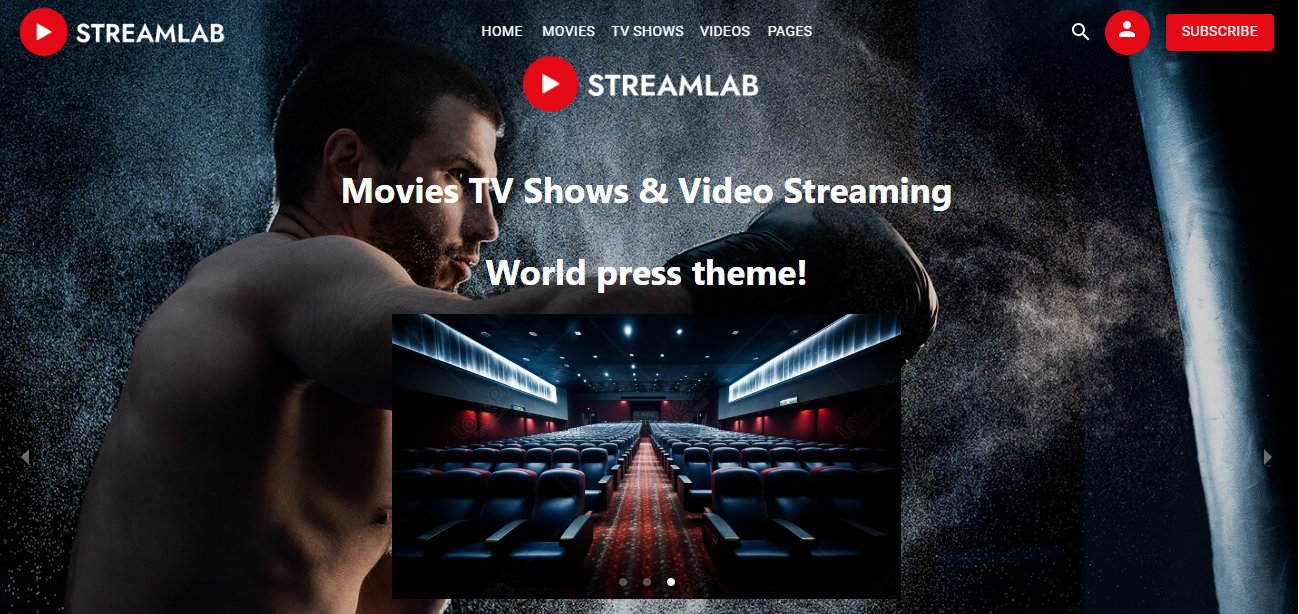 STREAMLAB
HOME MOVIES TV SHOWS VIDEOS PAGES
SUBSCRIBE
STREAMLAB
Movies TV Shows & Video Streaming
World press theme!